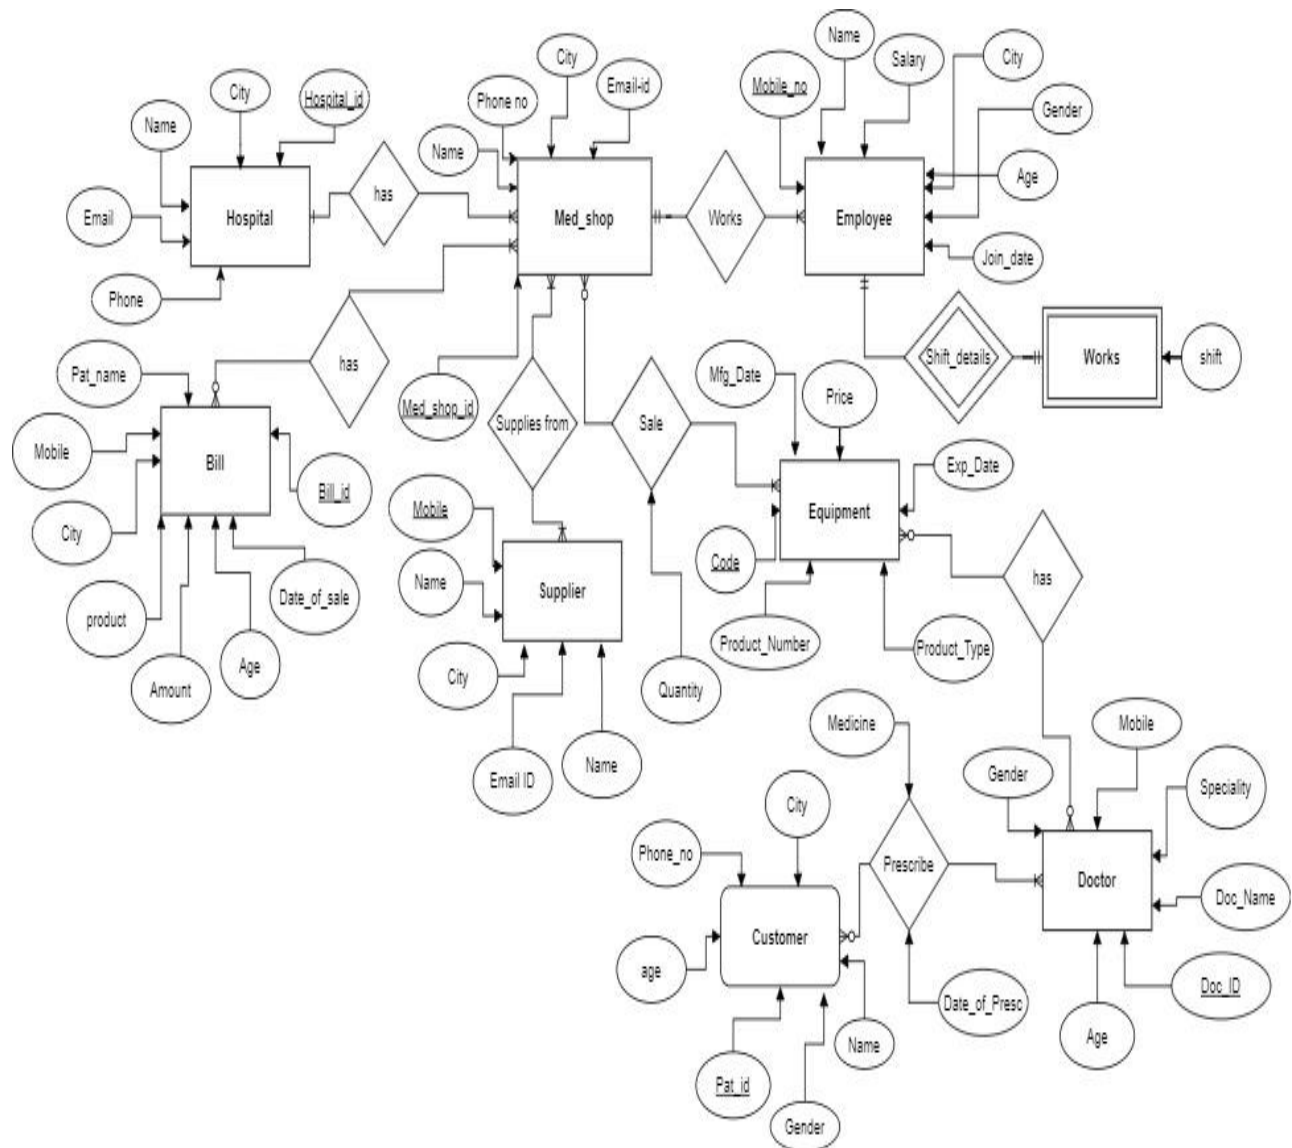 Name
City
City
Salary
Email-id
City
Hospital_id
Phone no
Mobile_no
Name
Gender
Name
has
Age
Email
Hospital
Med_shop
Works
Employee
Join_date
Phone
has
Pat_name
Med_shop_id
Supplies from
Sale
Mfg_Date
Price
Shift_details
Works
shift
Mobile
Bill
Bill_id
Exp_Date
Mobile
Equipment
City
Code
has
Name
Supplier
Date_of_sale
product
Product_Number
Product_Type
Age
City
Quantity
Amount
Medicine
Mobile
Email ID
Name
Gender
Speciality
City
Phone_no
Prescribe
Doctor
Doc_Name
Customer
age
Doc_ID
Date_of_Presc
Age
Name
Pat_id
Gender